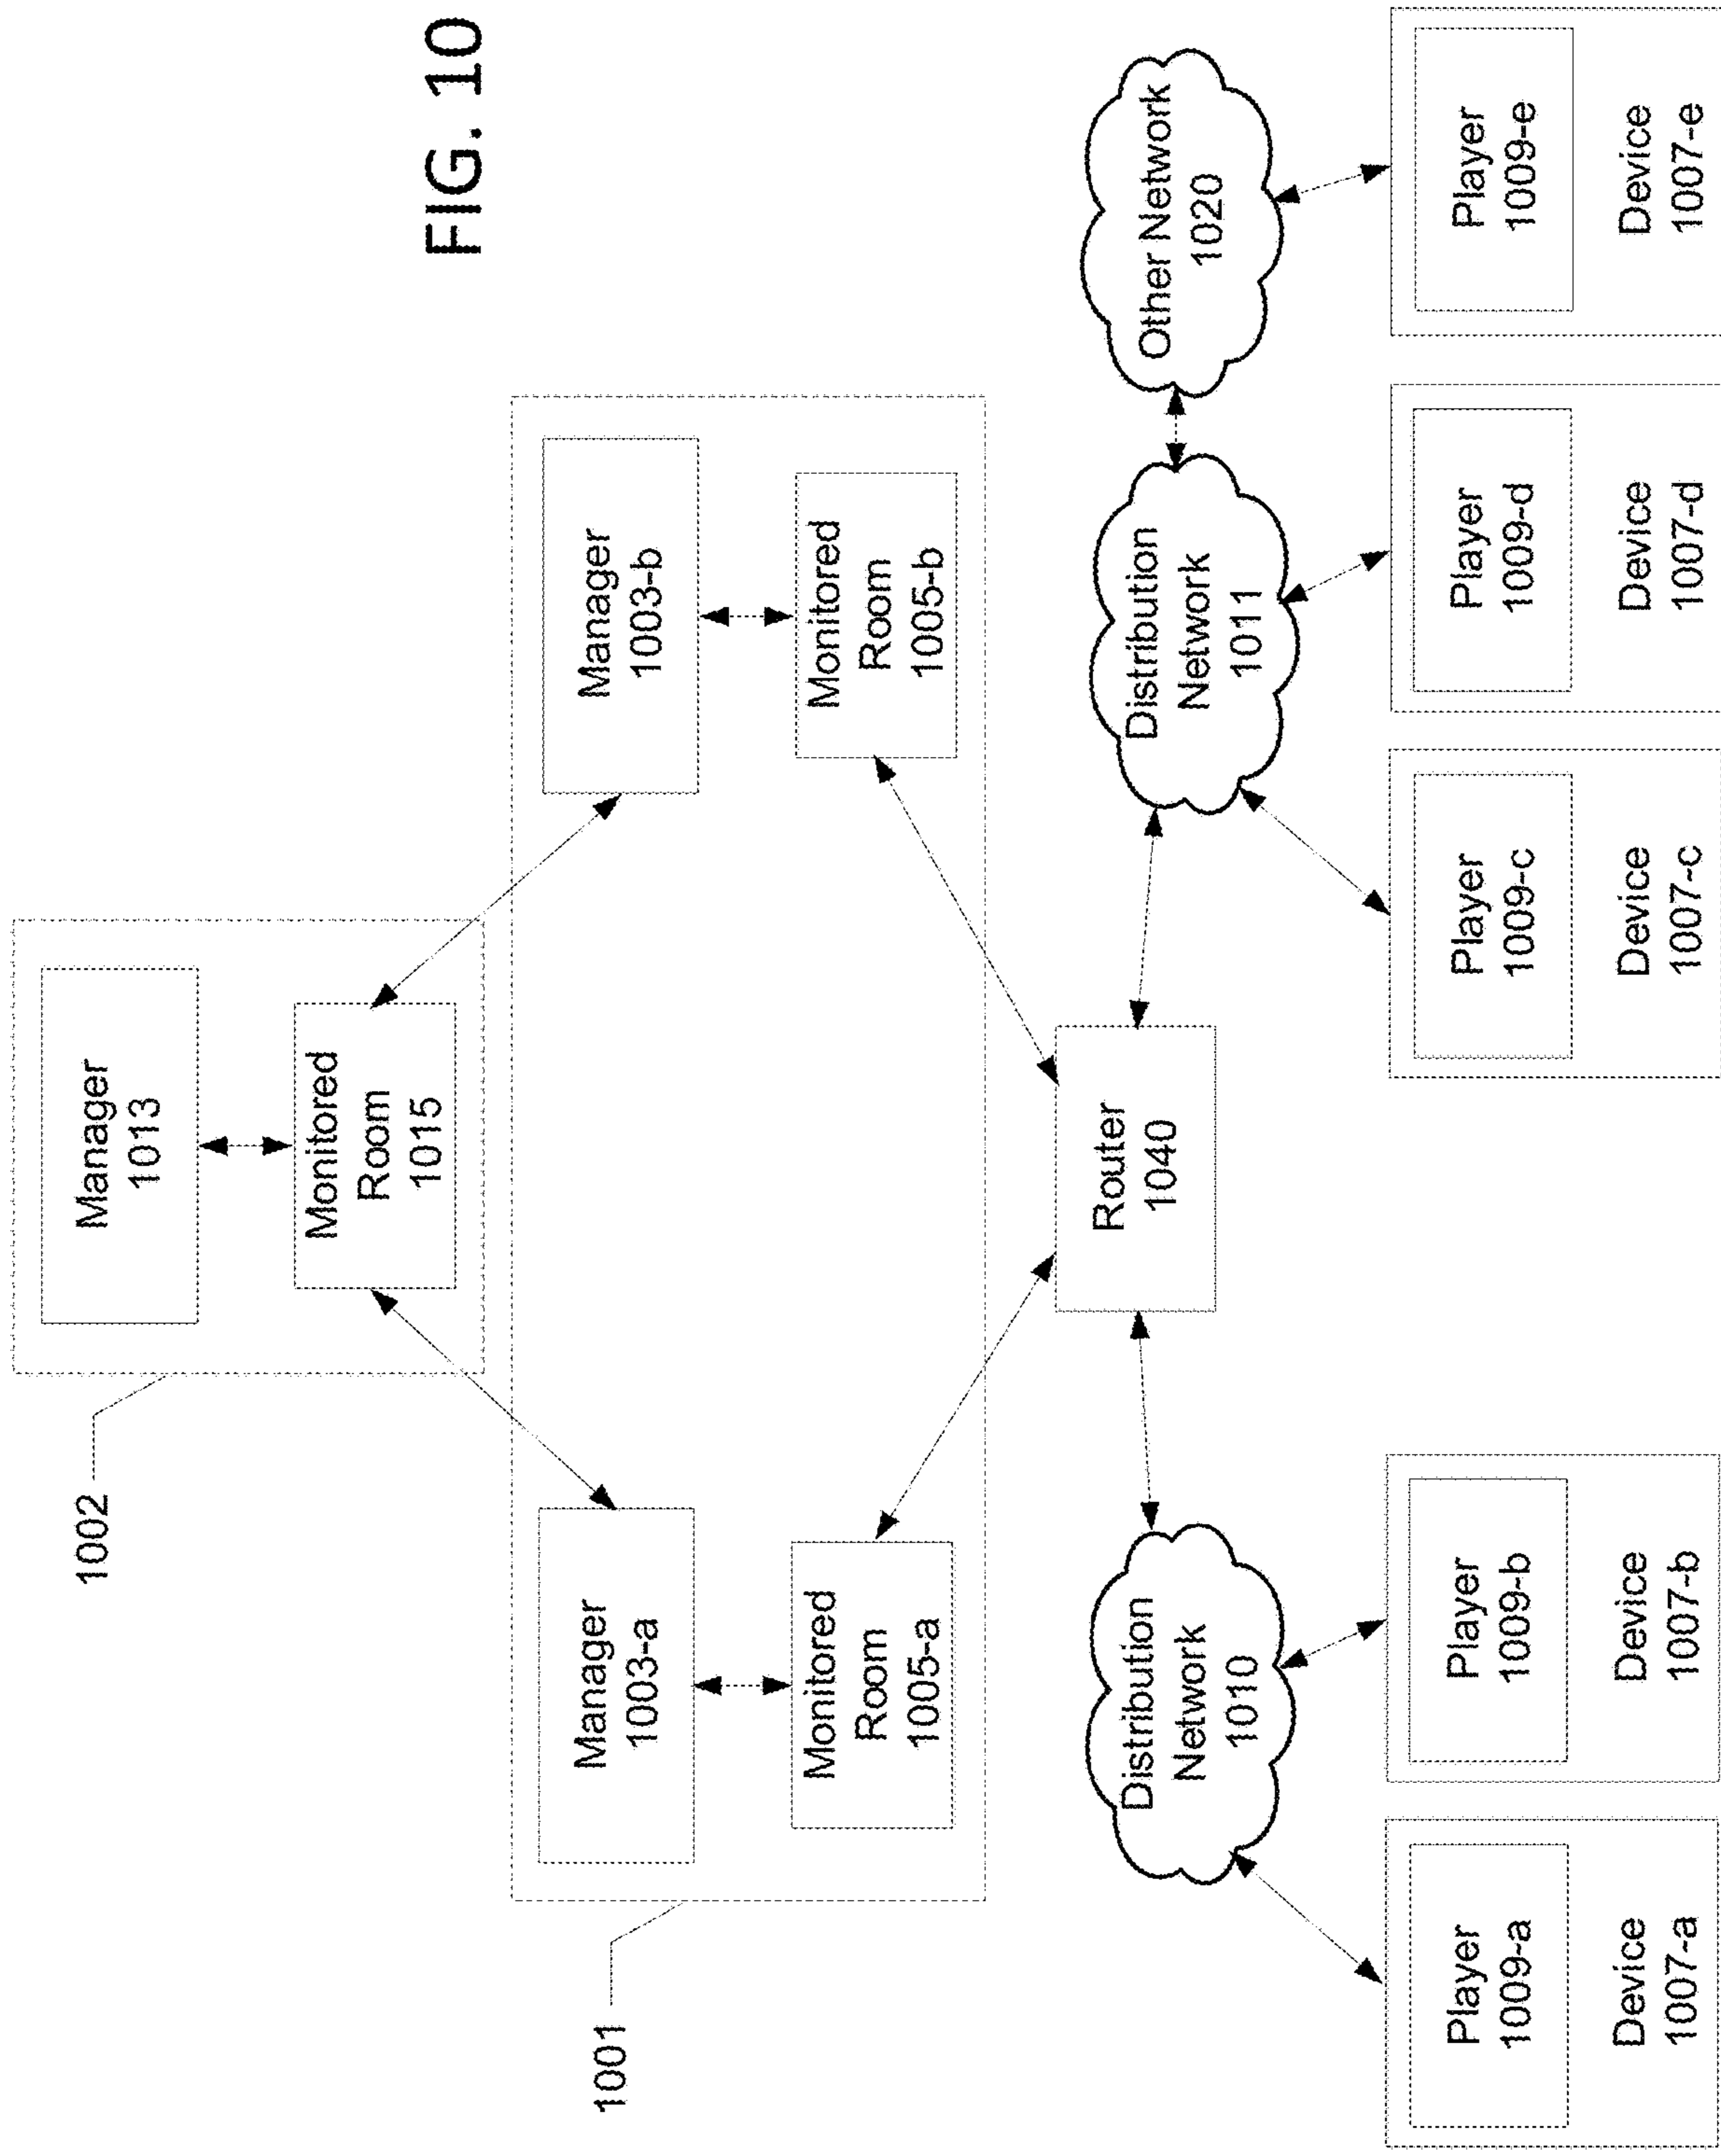 FIG. 10
1002
Manager
1013
Monitored
Room
1015
1001
Manager
1003-a
Monitored
Room
1005-a
Manager
1003-b
Monitored
Room
1005-b
Router
1040
Distribution
Network
1010
Distribution
Network
1011
Other Network
1020
Player
1009-a
Device
1007-a
Player
1009-b
Device
1007-b
Player
1009-c
Device
1007-c
Player
1009-d
Device
1007-d
Player
1009-e
Device
1007-e